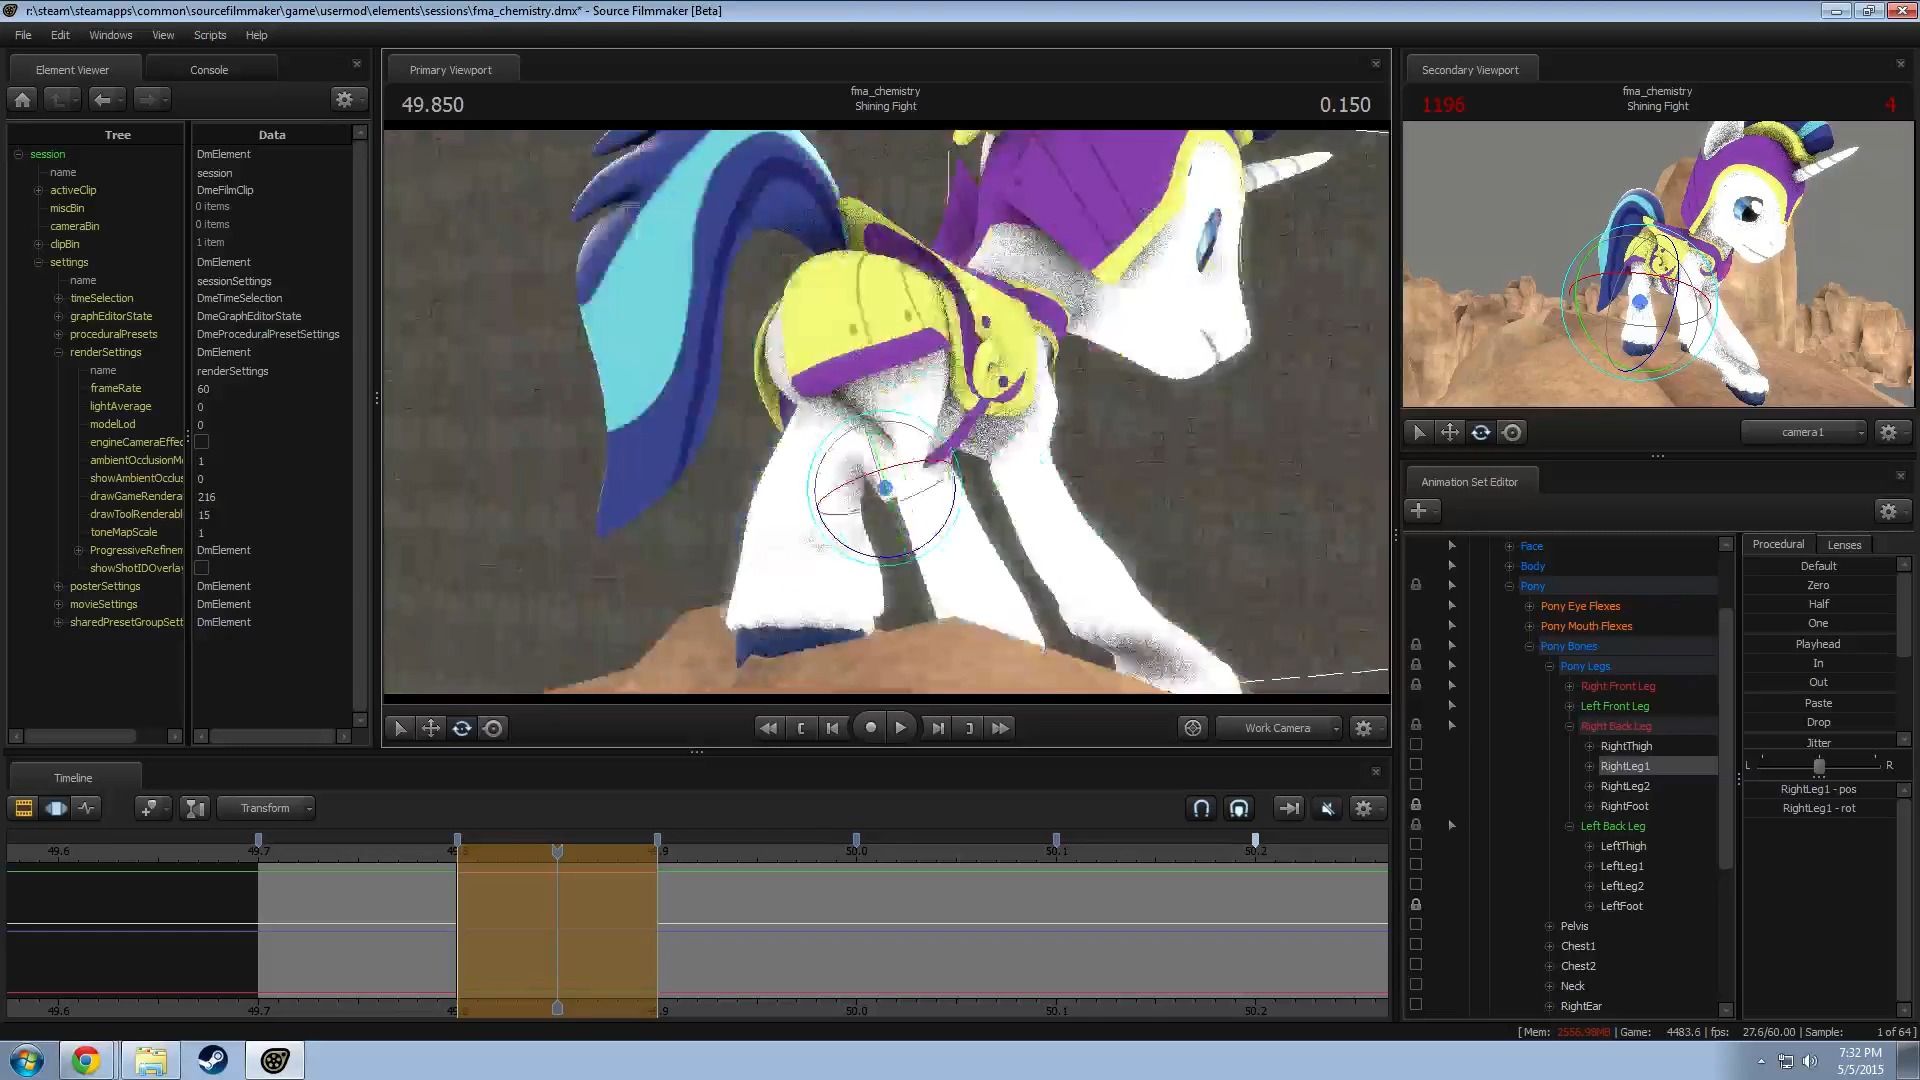 r:\steam\steamapps\common\sourcefilmmaker\game\usermod\elements\sessions\fma_chemistry.dmx* - Source Filmmaker [Beta]
File Edit Windows View Scripts Help
Element Viewer Console
Tree Data
session DmElement
name session
activeClip DmeFilmClip
miscBin 0 items
cameraBin 0 items
clipBin 1 item
settings DmElement
name sessionSettings
timeSelection DmeTimeSelection
graphEditorState DmeGraphEditorState
proceduralPresets DmeProceduralPresetSettings
renderSettings DmElement
name renderSettings
frameRate 60
lightAverage 0
modelLod 0
engineCameraEffec
ambientOcclusionM 1
showAmbientOcclus 0
drawGameRendera 216
drawToolRenderabl 15
toneMapScale 1
ProgressiveRefinem DmElement
showShotIDOverlay
posterSettings DmElement
movieSettings DmElement
sharedPresetGroupSett DmElement
Primary Viewport
49.850 fma_chemistry 0.150
Shining Fight
Work Camera
Secondary Viewport
1196 fma_chemistry 4
Shining Fight
camera1
Animation Set Editor
Face
Body
Pony
Pony Eye Flexes
Pony Mouth Flexes
Pony Bones
Pony Legs
Right Front Leg
Left Front Leg
Right Back Leg
RightThigh
RightLeg1
RightLeg2
RightFoot
Left Back Leg
LeftThigh
LeftLeg1
LeftLeg2
LeftFoot
Pelvis
Chest1
Chest2
Neck
RightEar
Procedural Lenses
Default
Zero
Half
One
Playhead
In
Out
Paste
Drop
Jitter
L R
RightLeg1 - pos
RightLeg1 - rot
Timeline
Transform
49.6 49.7 49.8 49.9 50.0 50.1 50.2
49.6 49.7 49.8 49.9 50.0 50.1 50.2
[ Mem: 2556.98MB | Game: 4483.6 | fps: 27.6/60.00 | Sample: 1 of 64 ]
7:32 PM
5/5/2015